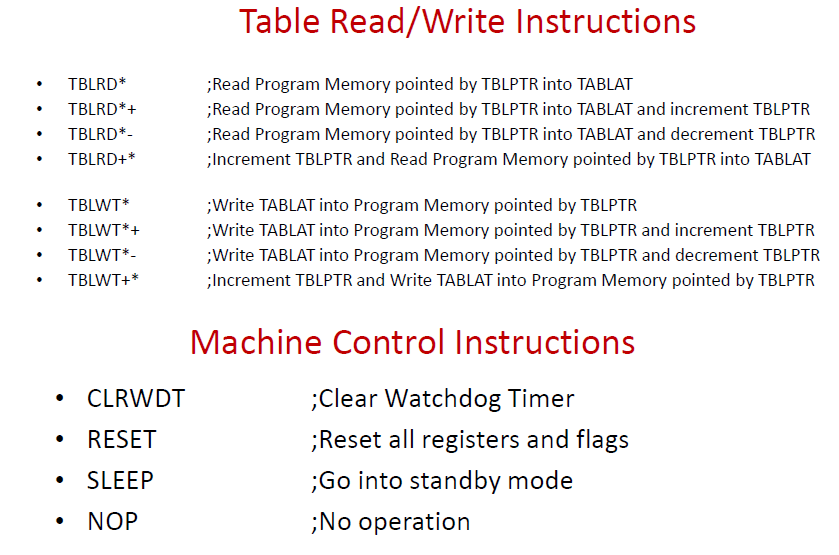 Table Read/Write Instructions
• TBLRD* ;Read Program Memory pointed by TBLPTR into TABLAT
• TBLRD*+ ;Read Program Memory pointed by TBLPTR into TABLAT and increment TBLPTR
• TBLRD*- ;Read Program Memory pointed by TBLPTR into TABLAT and decrement TBLPTR
• TBLRD+* ;Increment TBLPTR and Read Program Memory pointed by TBLPTR into TABLAT
• TBLWT* ;Write TABLAT into Program Memory pointed by TBLPTR
• TBLWT*+ ;Write TABLAT into Program Memory pointed by TBLPTR and increment TBLPTR
• TBLWT*- ;Write TABLAT into Program Memory pointed by TBLPTR and decrement TBLPTR
• TBLWT+* ;Increment TBLPTR and Write TABLAT into Program Memory pointed by TBLPTR
Machine Control Instructions
• CLRWDT ;Clear Watchdog Timer
• RESET ;Reset all registers and flags
• SLEEP ;Go into standby mode
• NOP ;No operation